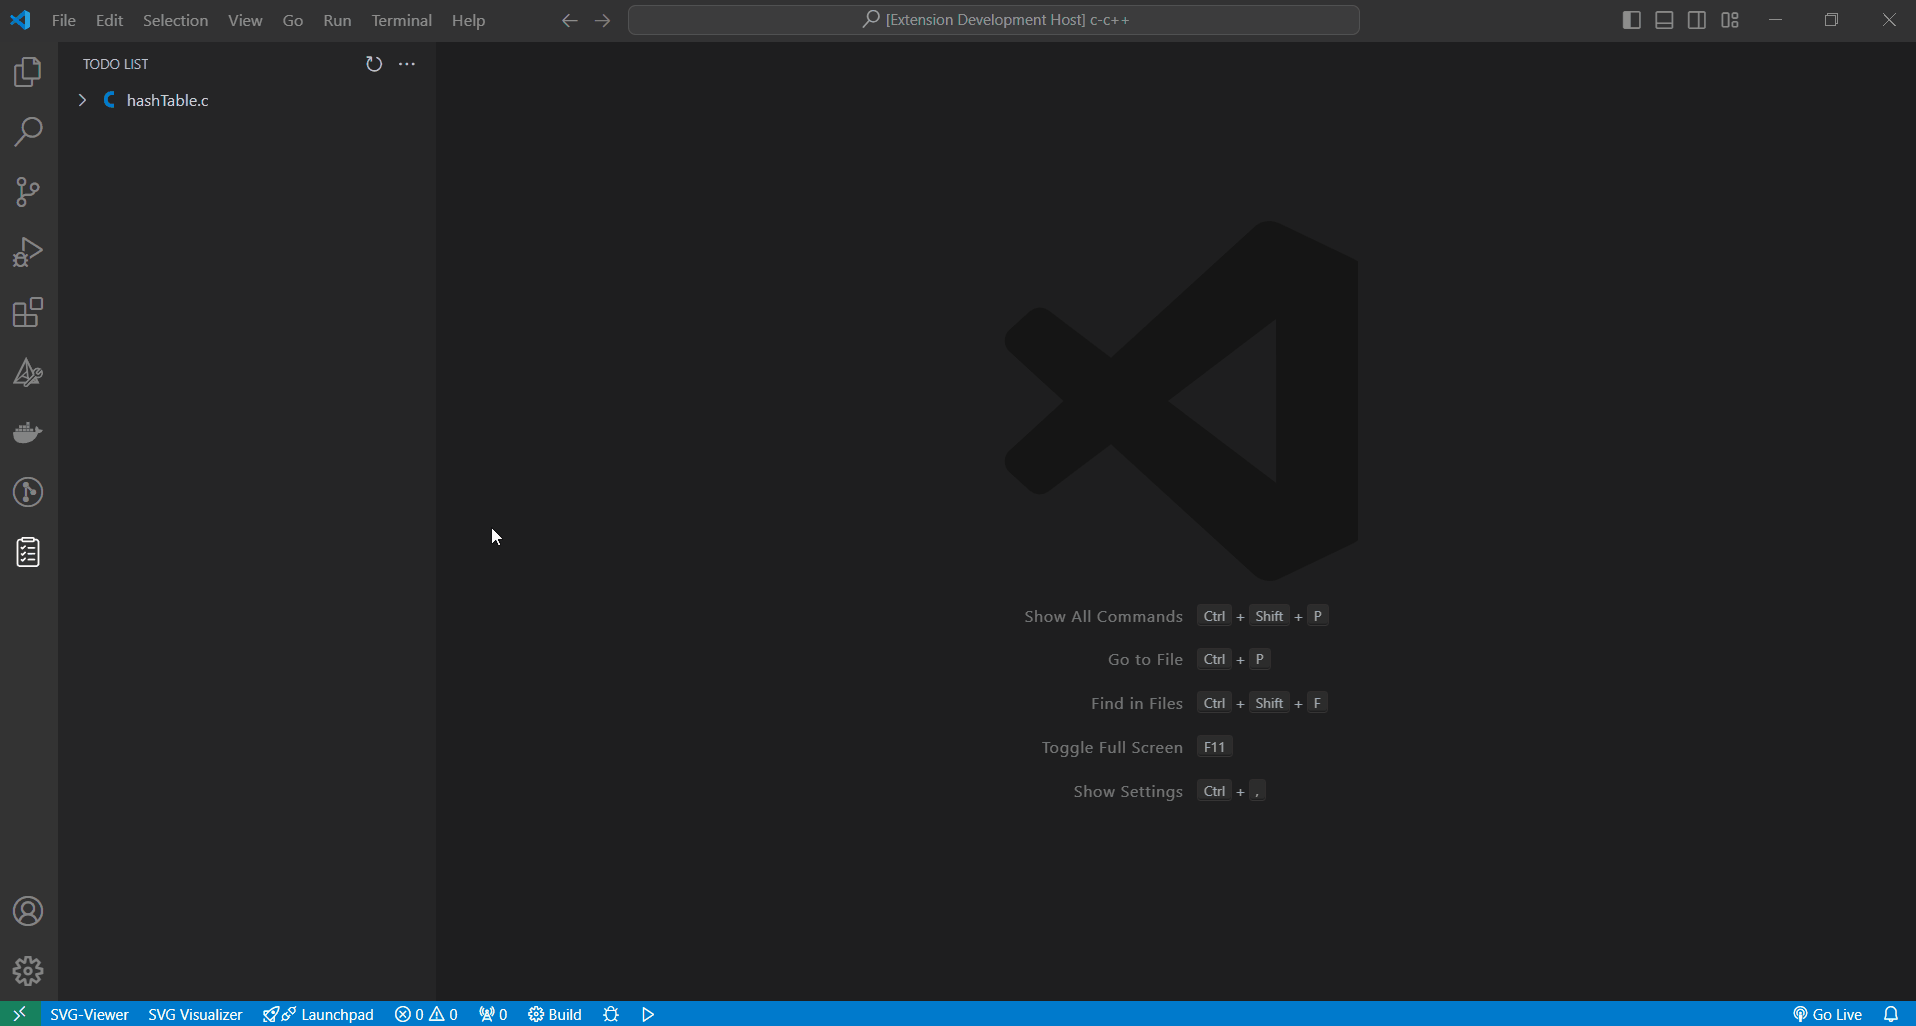 File Edit Selection View Go Run Terminal Help [Extension Development Host] c-c++
TODO LIST
hashTable.c
Show All Commands Ctrl + Shift + P
Go to File Ctrl + P
Find in Files Ctrl + Shift + F
Toggle Full Screen F11
Show Settings Ctrl + ,
SVG-Viewer SVG Visualizer Launchpad 0 0 0 Build Go Live